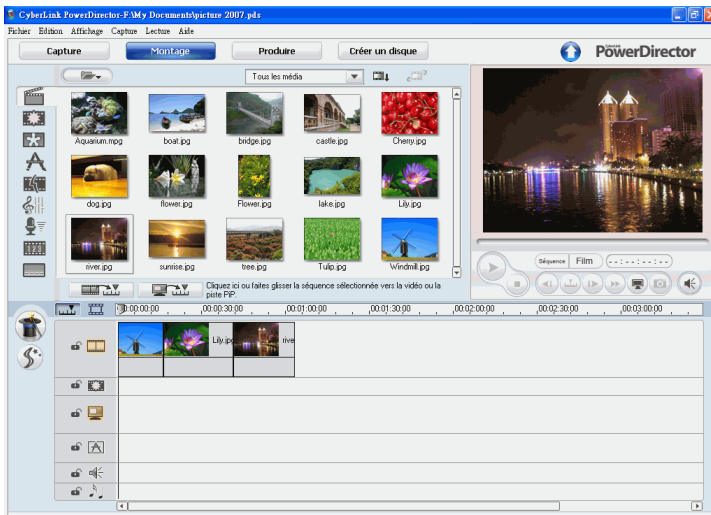 CyberLink PowerDirector-F:\My Documents\picture 2007.pds
Fichier Edition Affichage Capture Lecture Aide
Capture Montage Produire Créer un disque
CyberLink
PowerDirector
Tous les média
Aquarium.mpg boat.jpg bridge.jpg castle.jpg Cherry.jpg
dog.jpg flower.jpg Flower.jpg lake.jpg Lily.jpg
river.jpg sunrise.jpg tree.jpg Tulip.jpg Windmill.jpg
Séquence Film --:--:--:--
Cliquez ici ou faites glisser la séquence sélectionnée vers la vidéo ou la
piste PiP.
00:00:00:00 ,00:00:30:00 ,00:01:00:00 ,00:01:30:00 ,00:02:00:00 ,00:02:30:00 ,00:03:00:00
Lily.jpg rive